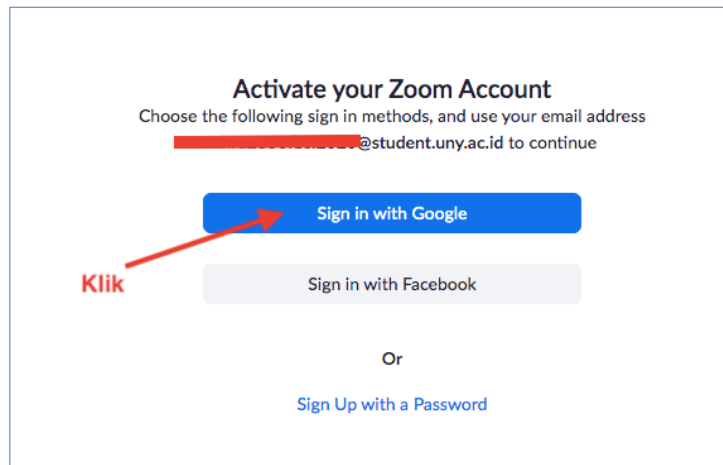 Activate your Zoom Account
Choose the following sign in methods, and use your email address
@student.uny.ac.id to continue
Sign in with Google
Klik
Sign in with Facebook
Or
Sign Up with a Password